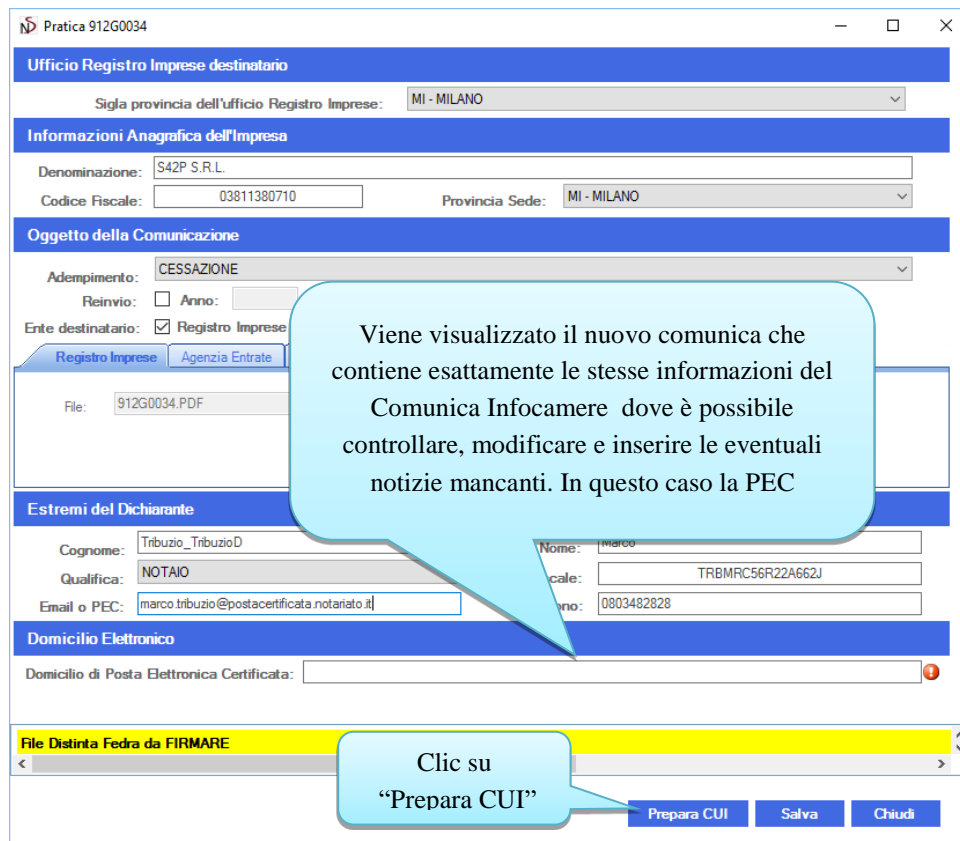 Pratica 912G0034
Ufficio Registro Imprese destinatario
Sigla provincia dell'ufficio Registro Imprese: MI - MILANO
Informazioni Anagrafica dell'Impresa
Denominazione: S42P S.R.L.
Codice Fiscale: 03811380710 Provincia Sede: MI - MILANO
Oggetto della Comunicazione
Adempimento: CESSAZIONE
Reinvio: Anno:
Ente destinatario: Registro Imprese
Registro Imprese Agenzia Entrate
File: 912G0034.PDF
Viene visualizzato il nuovo comunica che
contiene esattamente le stesse informazioni del
Comunica Infocamere dove è possibile
controllare, modificare e inserire le eventuali
notizie mancanti. In questo caso la PEC
Estremi del Dichiarante
Cognome: Tribuzio_TribuzioD Nome: Marco
Qualifica: NOTAIO cale: TRBMRC56R22A662J
Email o PEC: marco.tribuzio@postacertificata.notariato.it ono: 0803482828
Domicilio Elettronico
Domicilio di Posta Elettronica Certificata:
File Distinta Fedra da FIRMARE
Clic su
“Prepara CUI”
Prepara CUI Salva Chiudi